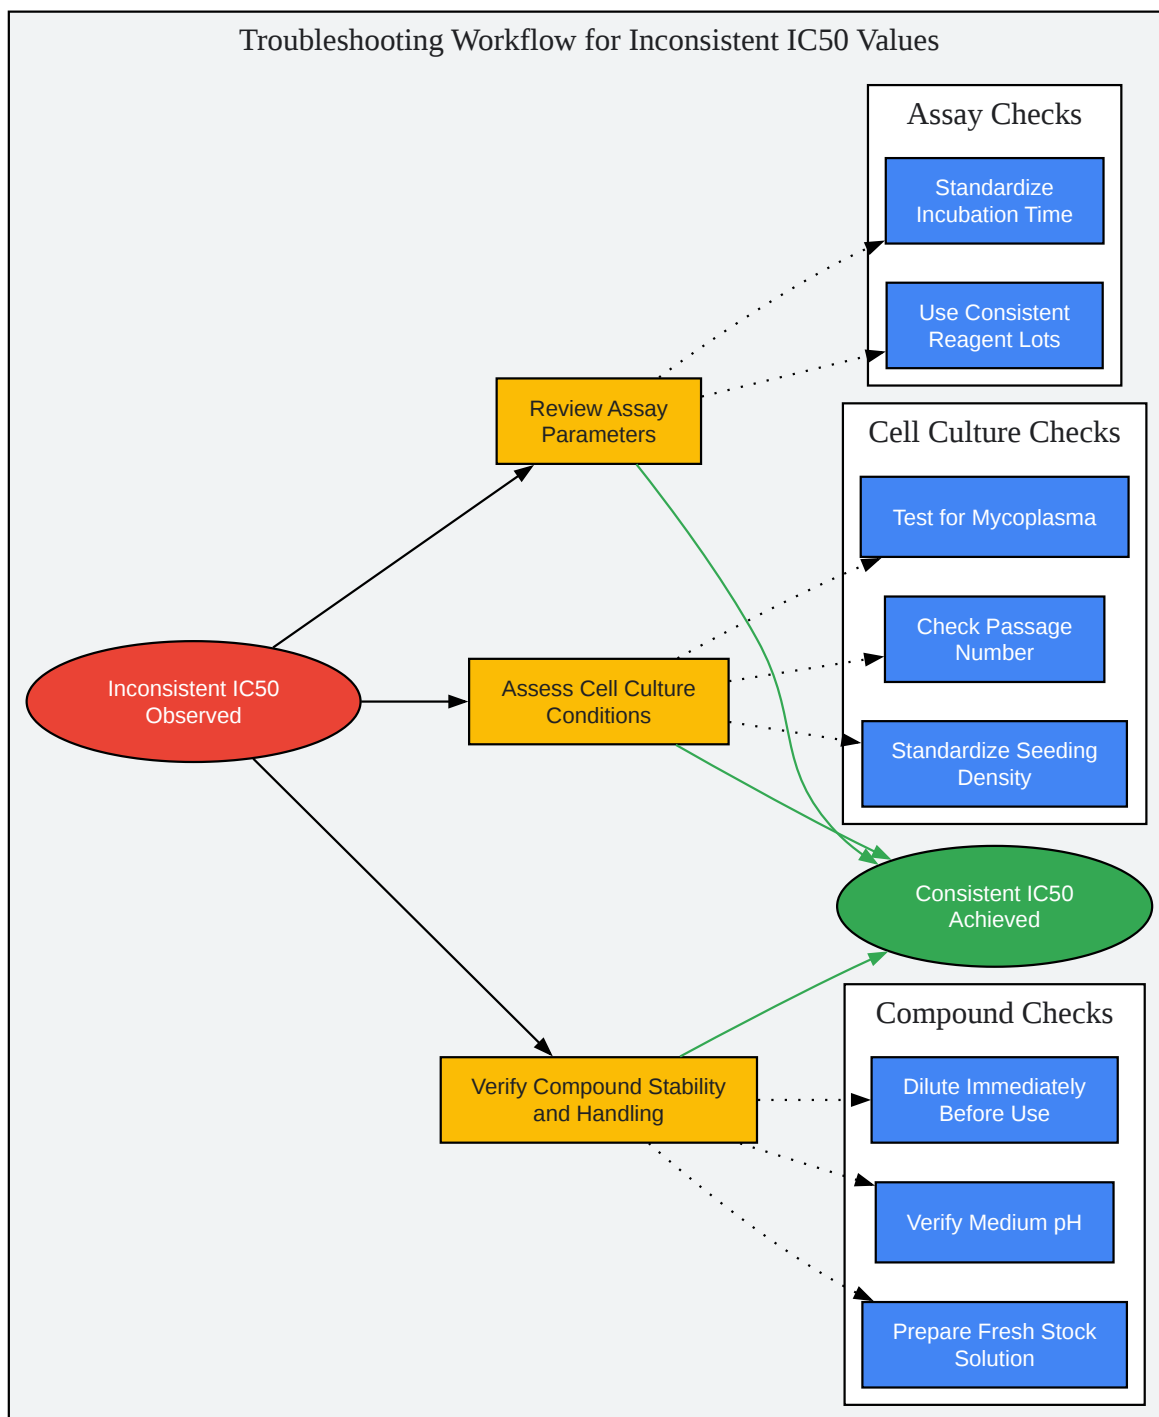 Troubleshooting Workflow for Inconsistent IC50 Values
Assay Checks
Standardize
Incubation Time
Use Consistent
Reagent Lots
Review Assay
Parameters
Cell Culture Checks
Test for Mycoplasma
Check Passage
Number
Standardize Seeding
Density
Inconsistent IC50
Observed
Assess Cell Culture
Conditions
Consistent IC50
Achieved
Compound Checks
Verify Compound Stability
and Handling
Dilute Immediately
Before Use
Verify Medium pH
Prepare Fresh Stock
Solution